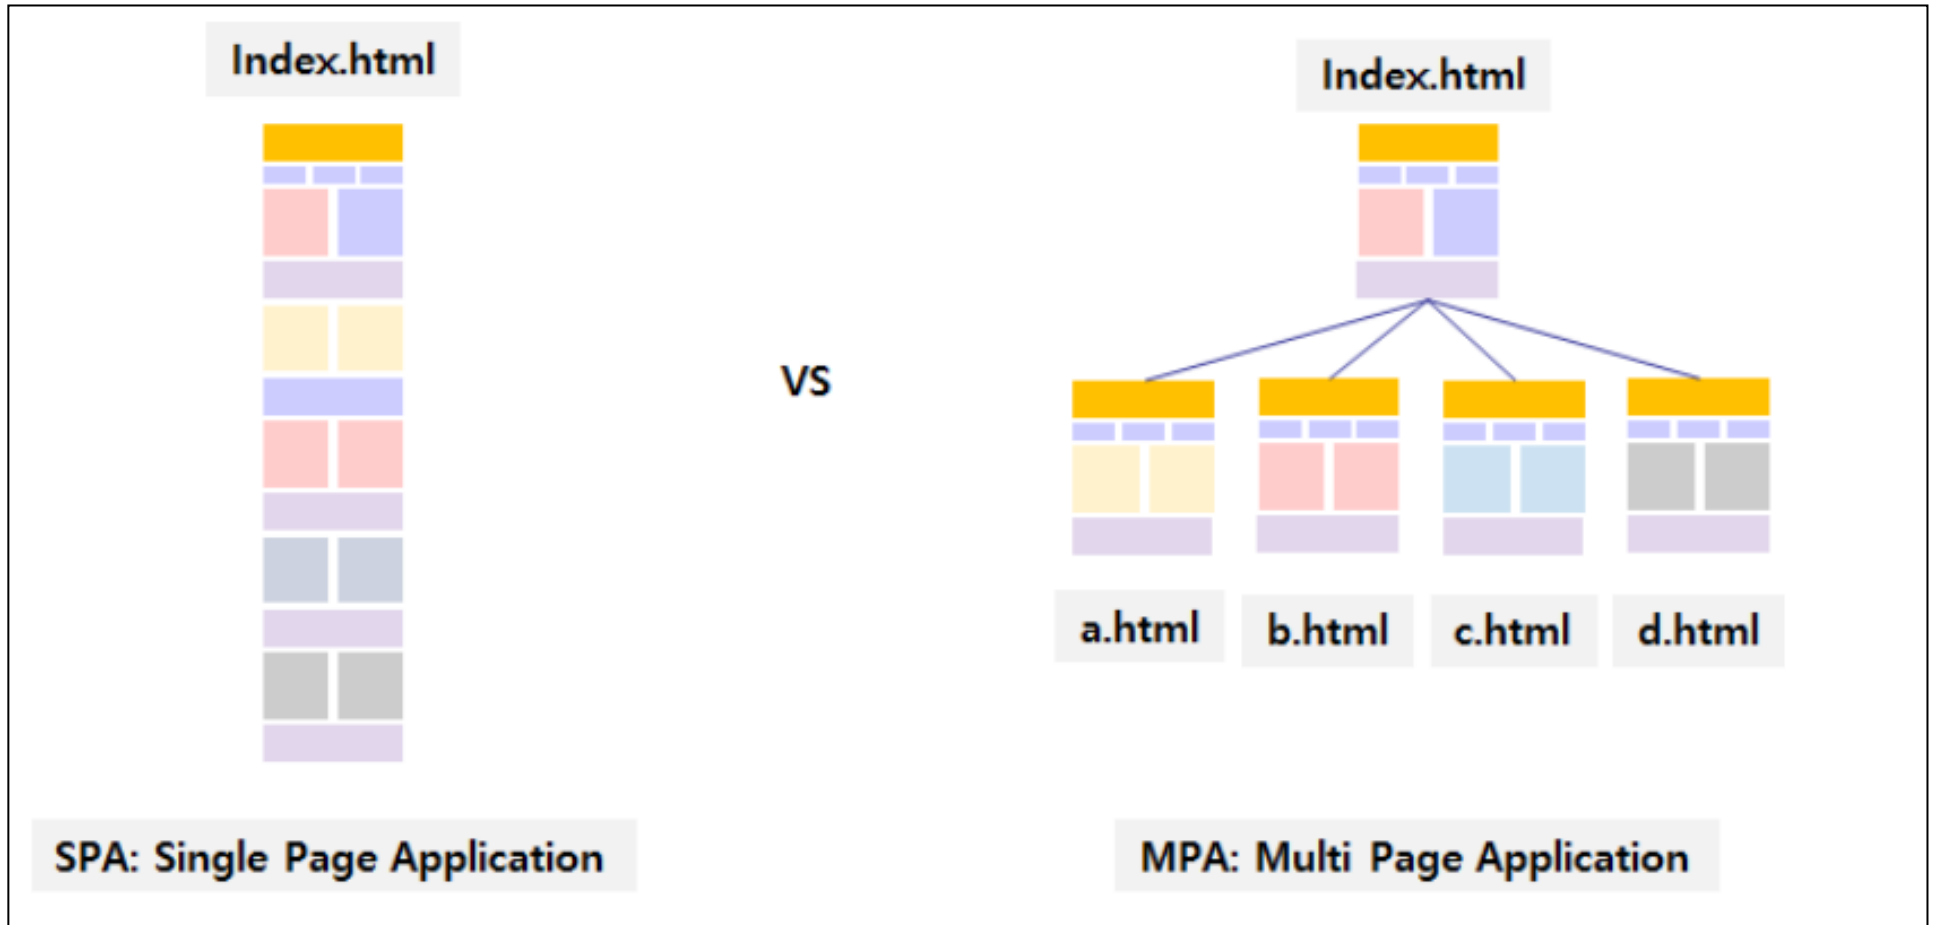 Index.html
Index.html
VS
a.html
b.html
c.html
d.html
SPA: Single Page Application
MPA: Multi Page Application